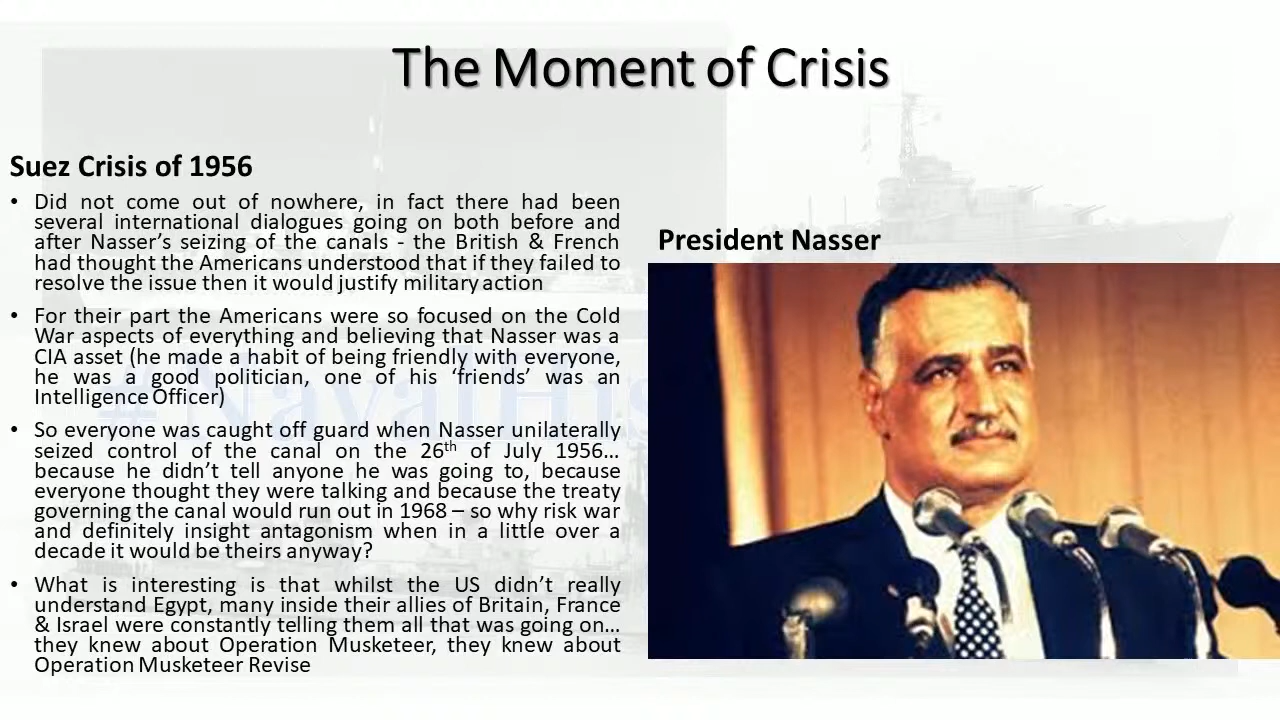 The Moment of Crisis
Suez Crisis of 1956
• Did not come out of nowhere, in fact there had been
several international dialogues going on both before and
after Nasser’s seizing of the canals - the British & French
had thought the Americans understood that if they failed to
resolve the issue then it would justify military action
• For their part the Americans were so focused on the Cold
War aspects of everything and believing that Nasser was a
CIA asset (he made a habit of being friendly with everyone,
he was a good politician, one of his ‘friends’ was an
Intelligence Officer)
• So everyone was caught off guard when Nasser unilaterally
seized control of the canal on the 26th of July 1956…
because he didn’t tell anyone he was going to, because
everyone thought they were talking and because the treaty
governing the canal would run out in 1968 – so why risk war
and definitely insight antagonism when in a little over a
decade it would be theirs anyway?
• What is interesting is that whilst the US didn’t really
understand Egypt, many inside their allies of Britain, France
& Israel were constantly telling them all that was going on…
they knew about Operation Musketeer, they knew about
Operation Musketeer Revise
President Nasser
#NavalHis